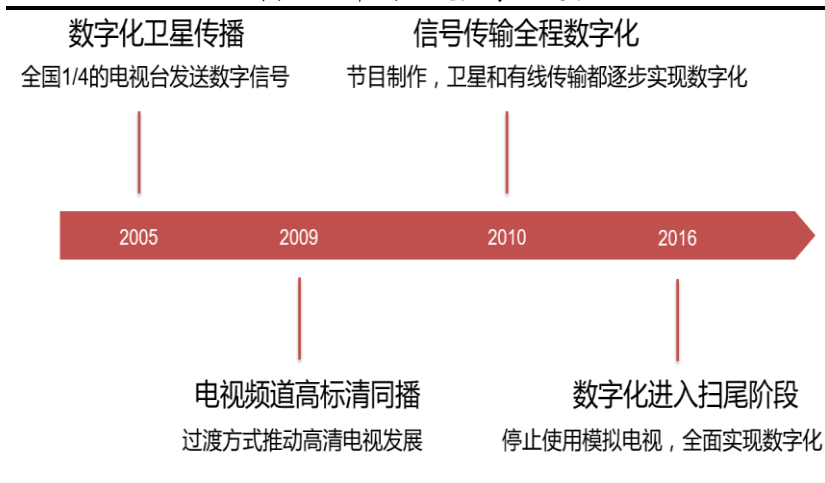 数字化卫星传播
全国1/4的电视台发送数字信号
信号传输全程数字化
节目制作，卫星和有线传输都逐步实现数字化
2005
2009
2010
2016
电视频道高标清同播
过渡方式推动高清电视发展
数字化进入扫尾阶段
停止使用模拟电视，全面实现数字化